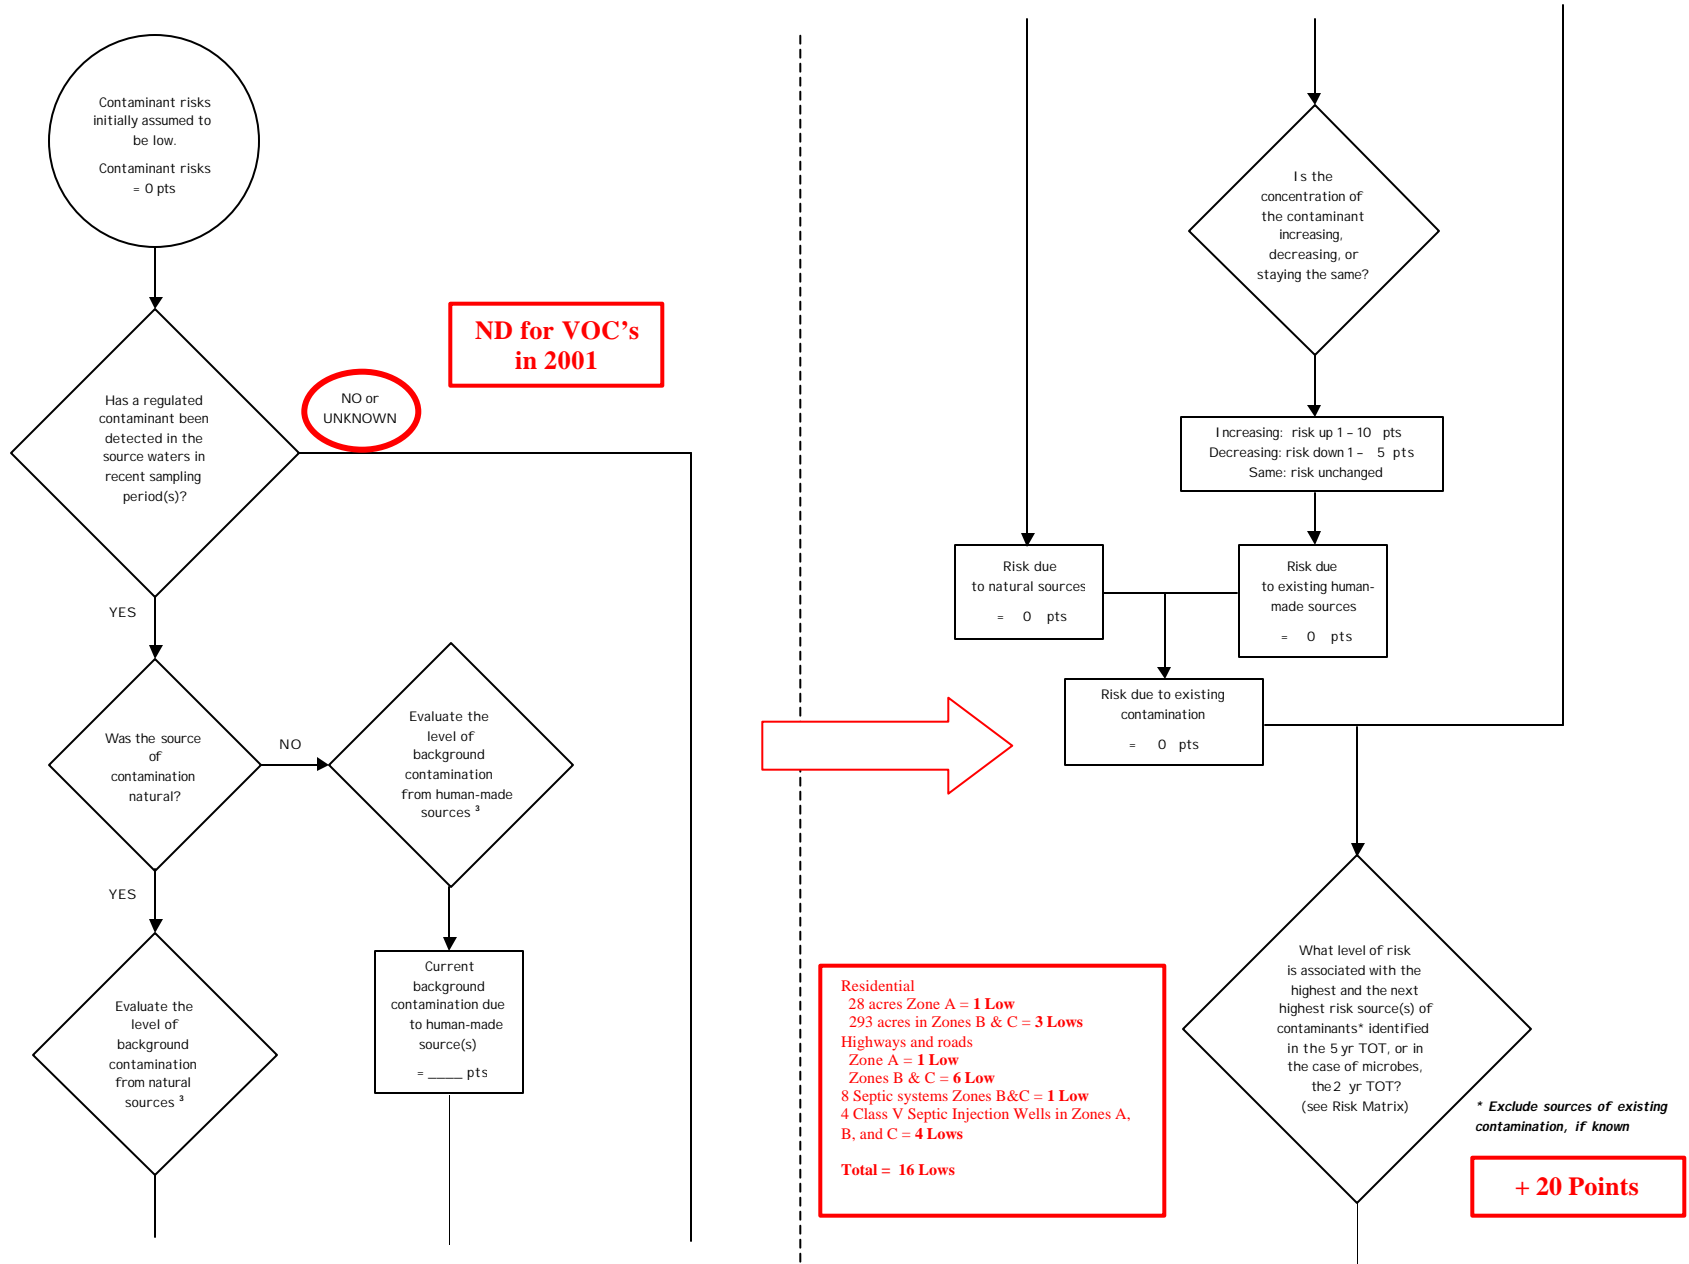 Contaminant risks
initially assumed to
be low.
Contaminant risks
= 0 pts
ND for VOC's
in 2001
NO or
UNKNOWN
Has a regulated
contaminant been
detected in the
source waters in
recent sampling
period(s)?
YES
Was the source
of
contamination
natural?
NO
Evaluate the
level of
background
contamination
from human-made
sources ³
YES
Evaluate the
level of
background
contamination
from natural
sources ³
Current
background
contamination due
to human-made
source(s)
= ____ pts
Is the
concentration of
the contaminant
increasing,
decreasing, or
staying the same?
Increasing: risk up 1 – 10 pts
Decreasing: risk down 1 – 5 pts
Same: risk unchanged
Risk due
to natural sources
= 0 pts
Risk due
to existing human-
made sources
= 0 pts
Risk due to existing
contamination
= 0 pts
Residential
28 acres Zone A = 1 Low
293 acres in Zones B & C = 3 Lows
Highways and roads
Zone A = 1 Low
Zones B & C = 6 Low
8 Septic systems Zones B&C = 1 Low
4 Class V Septic Injection Wells in Zones A,
B, and C = 4 Lows
Total = 16 Lows
What level of risk
is associated with the
highest and the next
highest risk source(s) of
contaminants* identified
in the 5 yr TOT, or in
the case of microbes,
the 2 yr TOT?
(see Risk Matrix)
* Exclude sources of existing
contamination, if known
+ 20 Points